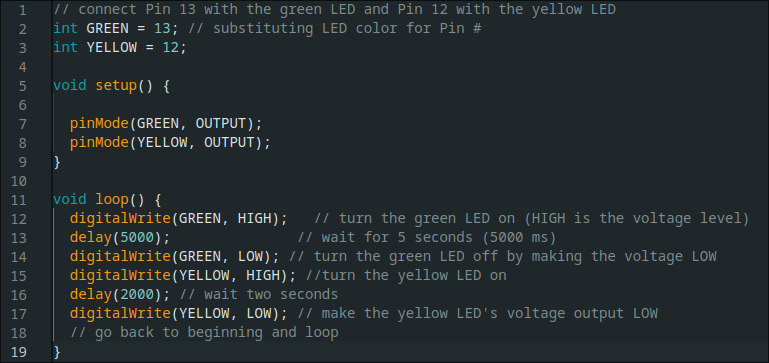 1 // connect Pin 13 with the green LED and Pin 12 with the yellow LED
2 int GREEN = 13; // substituting LED color for Pin #
3 int YELLOW = 12;
4
5 void setup() {
6
7   pinMode(GREEN, OUTPUT);
8   pinMode(YELLOW, OUTPUT);
9 }
10
11 void loop() {
12   digitalWrite(GREEN, HIGH);   // turn the green LED on (HIGH is the voltage level)
13   delay(5000);               // wait for 5 seconds (5000 ms)
14   digitalWrite(GREEN, LOW); // turn the green LED off by making the voltage LOW
15   digitalWrite(YELLOW, HIGH); //turn the yellow LED on
16   delay(2000); // wait two seconds
17   digitalWrite(YELLOW, LOW); // make the yellow LED's voltage output LOW
18   // go back to beginning and loop
19 }